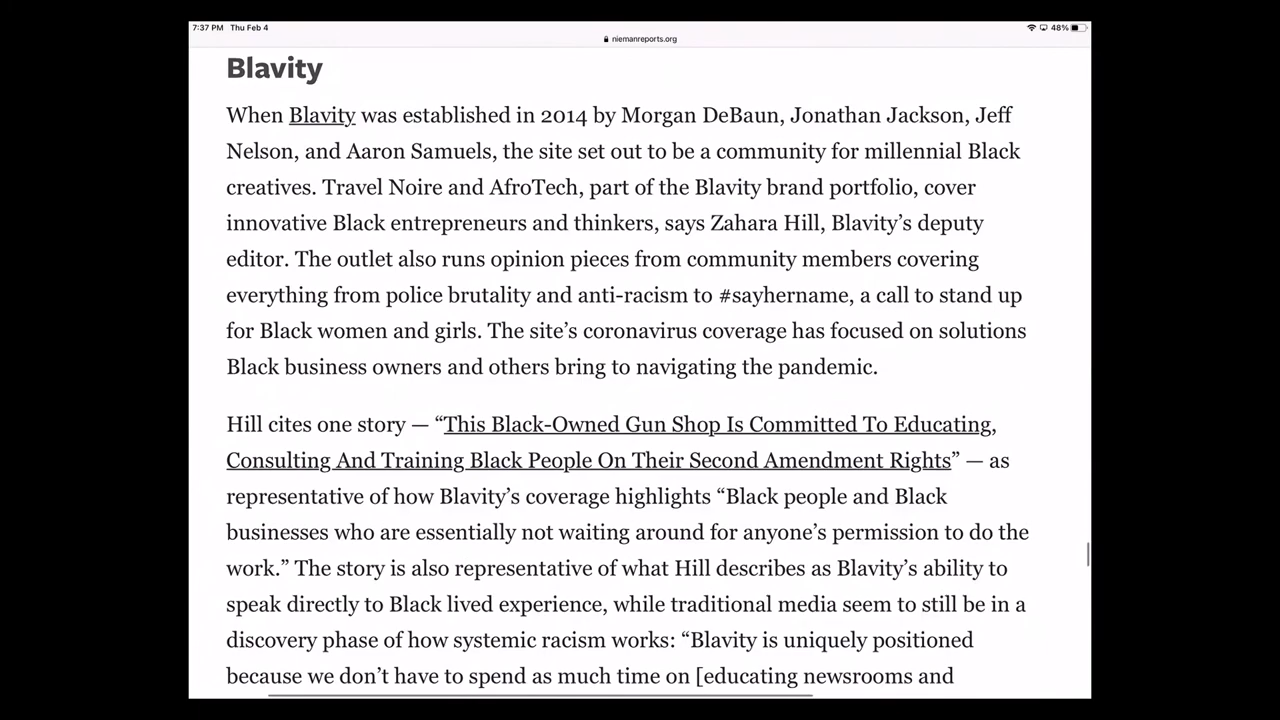 7:37 PM Thu Feb 4
48%
niemanreports.org
Blavity
When Blavity was established in 2014 by Morgan DeBaun, Jonathan Jackson, Jeff
Nelson, and Aaron Samuels, the site set out to be a community for millennial Black
creatives. Travel Noire and AfroTech, part of the Blavity brand portfolio, cover
innovative Black entrepreneurs and thinkers, says Zahara Hill, Blavity’s deputy
editor. The outlet also runs opinion pieces from community members covering
everything from police brutality and anti-racism to #sayhername, a call to stand up
for Black women and girls. The site’s coronavirus coverage has focused on solutions
Black business owners and others bring to navigating the pandemic.
Hill cites one story — “This Black-Owned Gun Shop Is Committed To Educating,
Consulting And Training Black People On Their Second Amendment Rights” — as
representative of how Blavity’s coverage highlights “Black people and Black
businesses who are essentially not waiting around for anyone’s permission to do the
work.” The story is also representative of what Hill describes as Blavity’s ability to
speak directly to Black lived experience, while traditional media seem to still be in a
discovery phase of how systemic racism works: “Blavity is uniquely positioned
because we don’t have to spend as much time on [educating newsrooms and